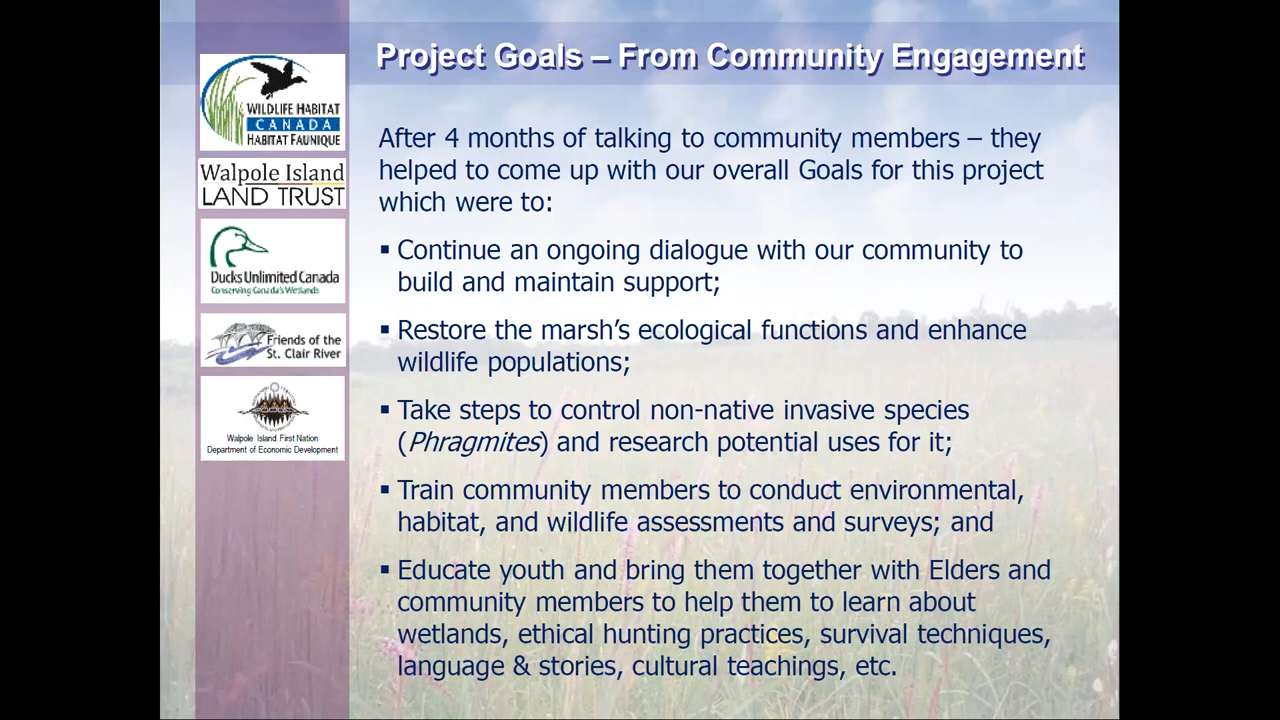 Project Goals – From Community Engagement
WILDLIFE HABITAT
CANADA
HABITAT FAUNIQUE
Walpole Island
LAND TRUST
Ducks Unlimited Canada
Conserving Canada's Wetlands
Friends of the
St. Clair River
Walpole Island First Nation
Department of Economic Development
After 4 months of talking to community members – they
helped to come up with our overall Goals for this project
which were to:
▪ Continue an ongoing dialogue with our community to
build and maintain support;
▪ Restore the marsh's ecological functions and enhance
wildlife populations;
▪ Take steps to control non-native invasive species
(Phragmites) and research potential uses for it;
▪ Train community members to conduct environmental,
habitat, and wildlife assessments and surveys; and
▪ Educate youth and bring them together with Elders and
community members to help them to learn about
wetlands, ethical hunting practices, survival techniques,
language & stories, cultural teachings, etc.